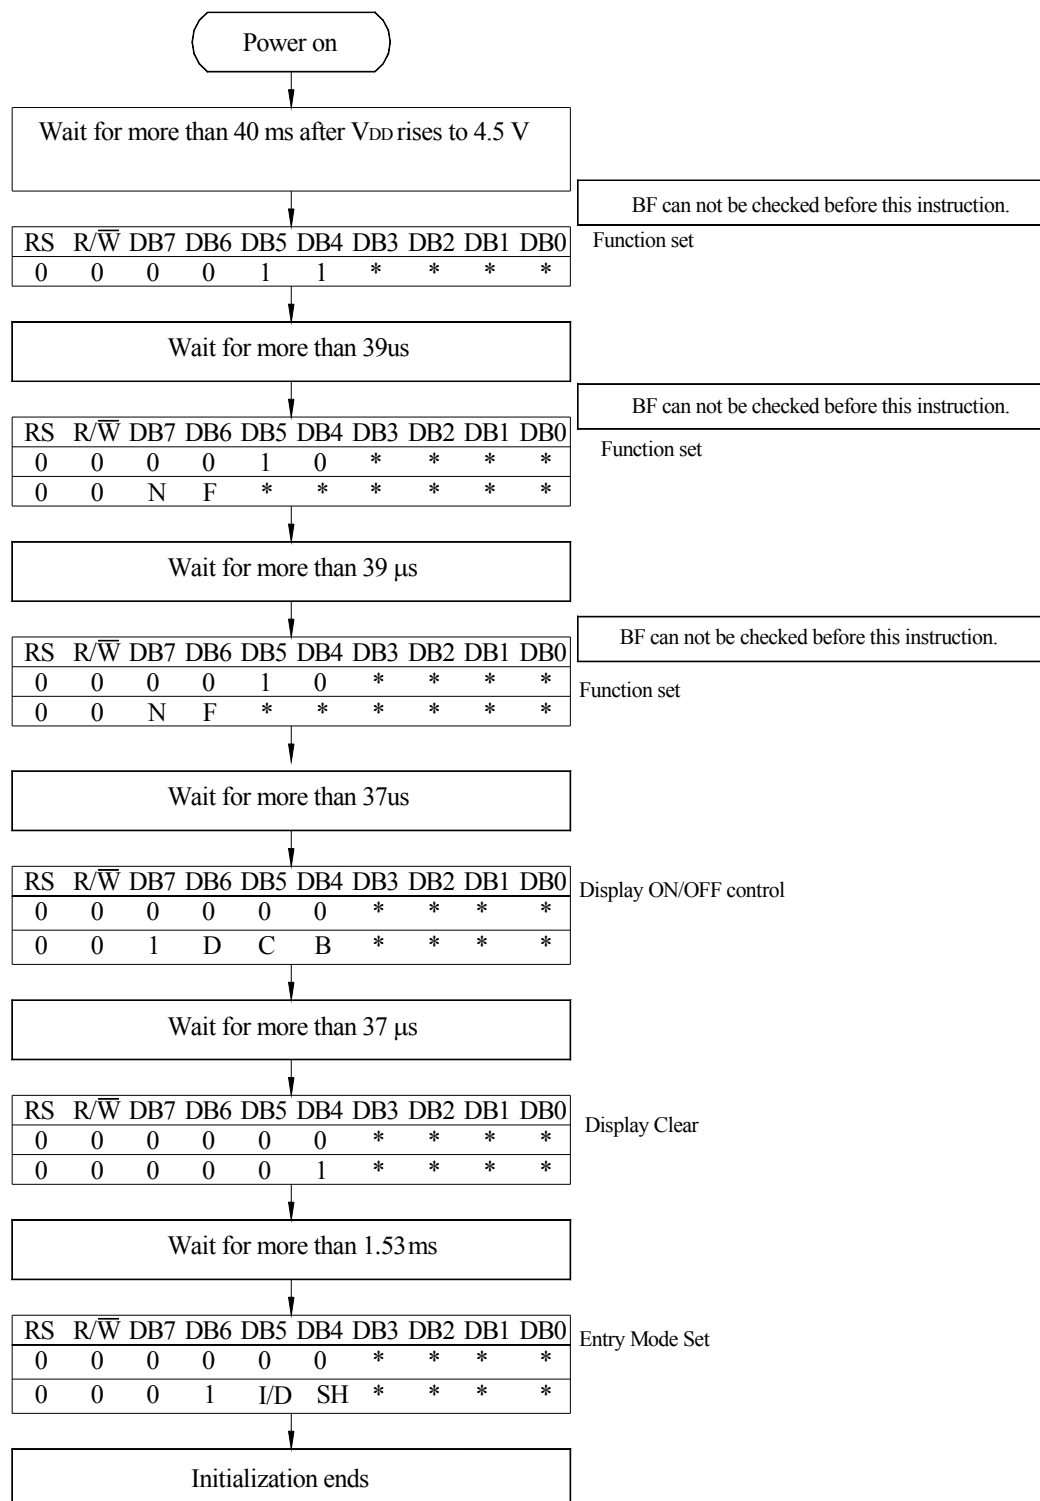 Power on
Wait for more than 40 ms after VDD rises to 4.5 V
BF can not be checked before this instruction.
RS R/W̅ DB7 DB6 DB5 DB4 DB3 DB2 DB1 DB0
Function set
0 0 0 0 1 1 * * * *
Wait for more than 39us
BF can not be checked before this instruction.
RS R/W̅ DB7 DB6 DB5 DB4 DB3 DB2 DB1 DB0
Function set
0 0 0 0 1 0 * * * *
0 0 N F * * * * * *
Wait for more than 39 μs
BF can not be checked before this instruction.
RS R/W̅ DB7 DB6 DB5 DB4 DB3 DB2 DB1 DB0
0 0 0 0 1 0 * * * *
Function set
0 0 N F * * * * * *
Wait for more than 37us
RS R/W̅ DB7 DB6 DB5 DB4 DB3 DB2 DB1 DB0
Display ON/OFF control
0 0 0 0 0 0 * * * *
0 0 1 D C B * * * *
Wait for more than 37 μs
RS R/W̅ DB7 DB6 DB5 DB4 DB3 DB2 DB1 DB0
Display Clear
0 0 0 0 0 0 * * * *
0 0 0 0 0 1 * * * *
Wait for more than 1.53ms
RS R/W̅ DB7 DB6 DB5 DB4 DB3 DB2 DB1 DB0
Entry Mode Set
0 0 0 0 0 0 * * * *
0 0 0 1 I/D SH * * * *
Initialization ends